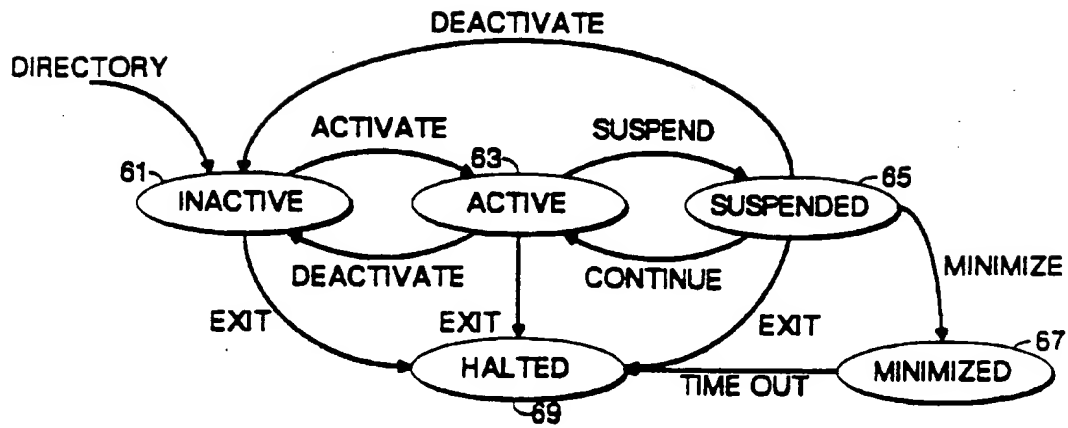 DEACTIVATE
DIRECTORY
ACTIVATE
SUSPEND
61
63
65
INACTIVE
ACTIVE
SUSPENDED
DEACTIVATE
CONTINUE
MINIMIZE
EXIT
EXIT
EXIT
67
HALTED
TIME OUT
MINIMIZED
69